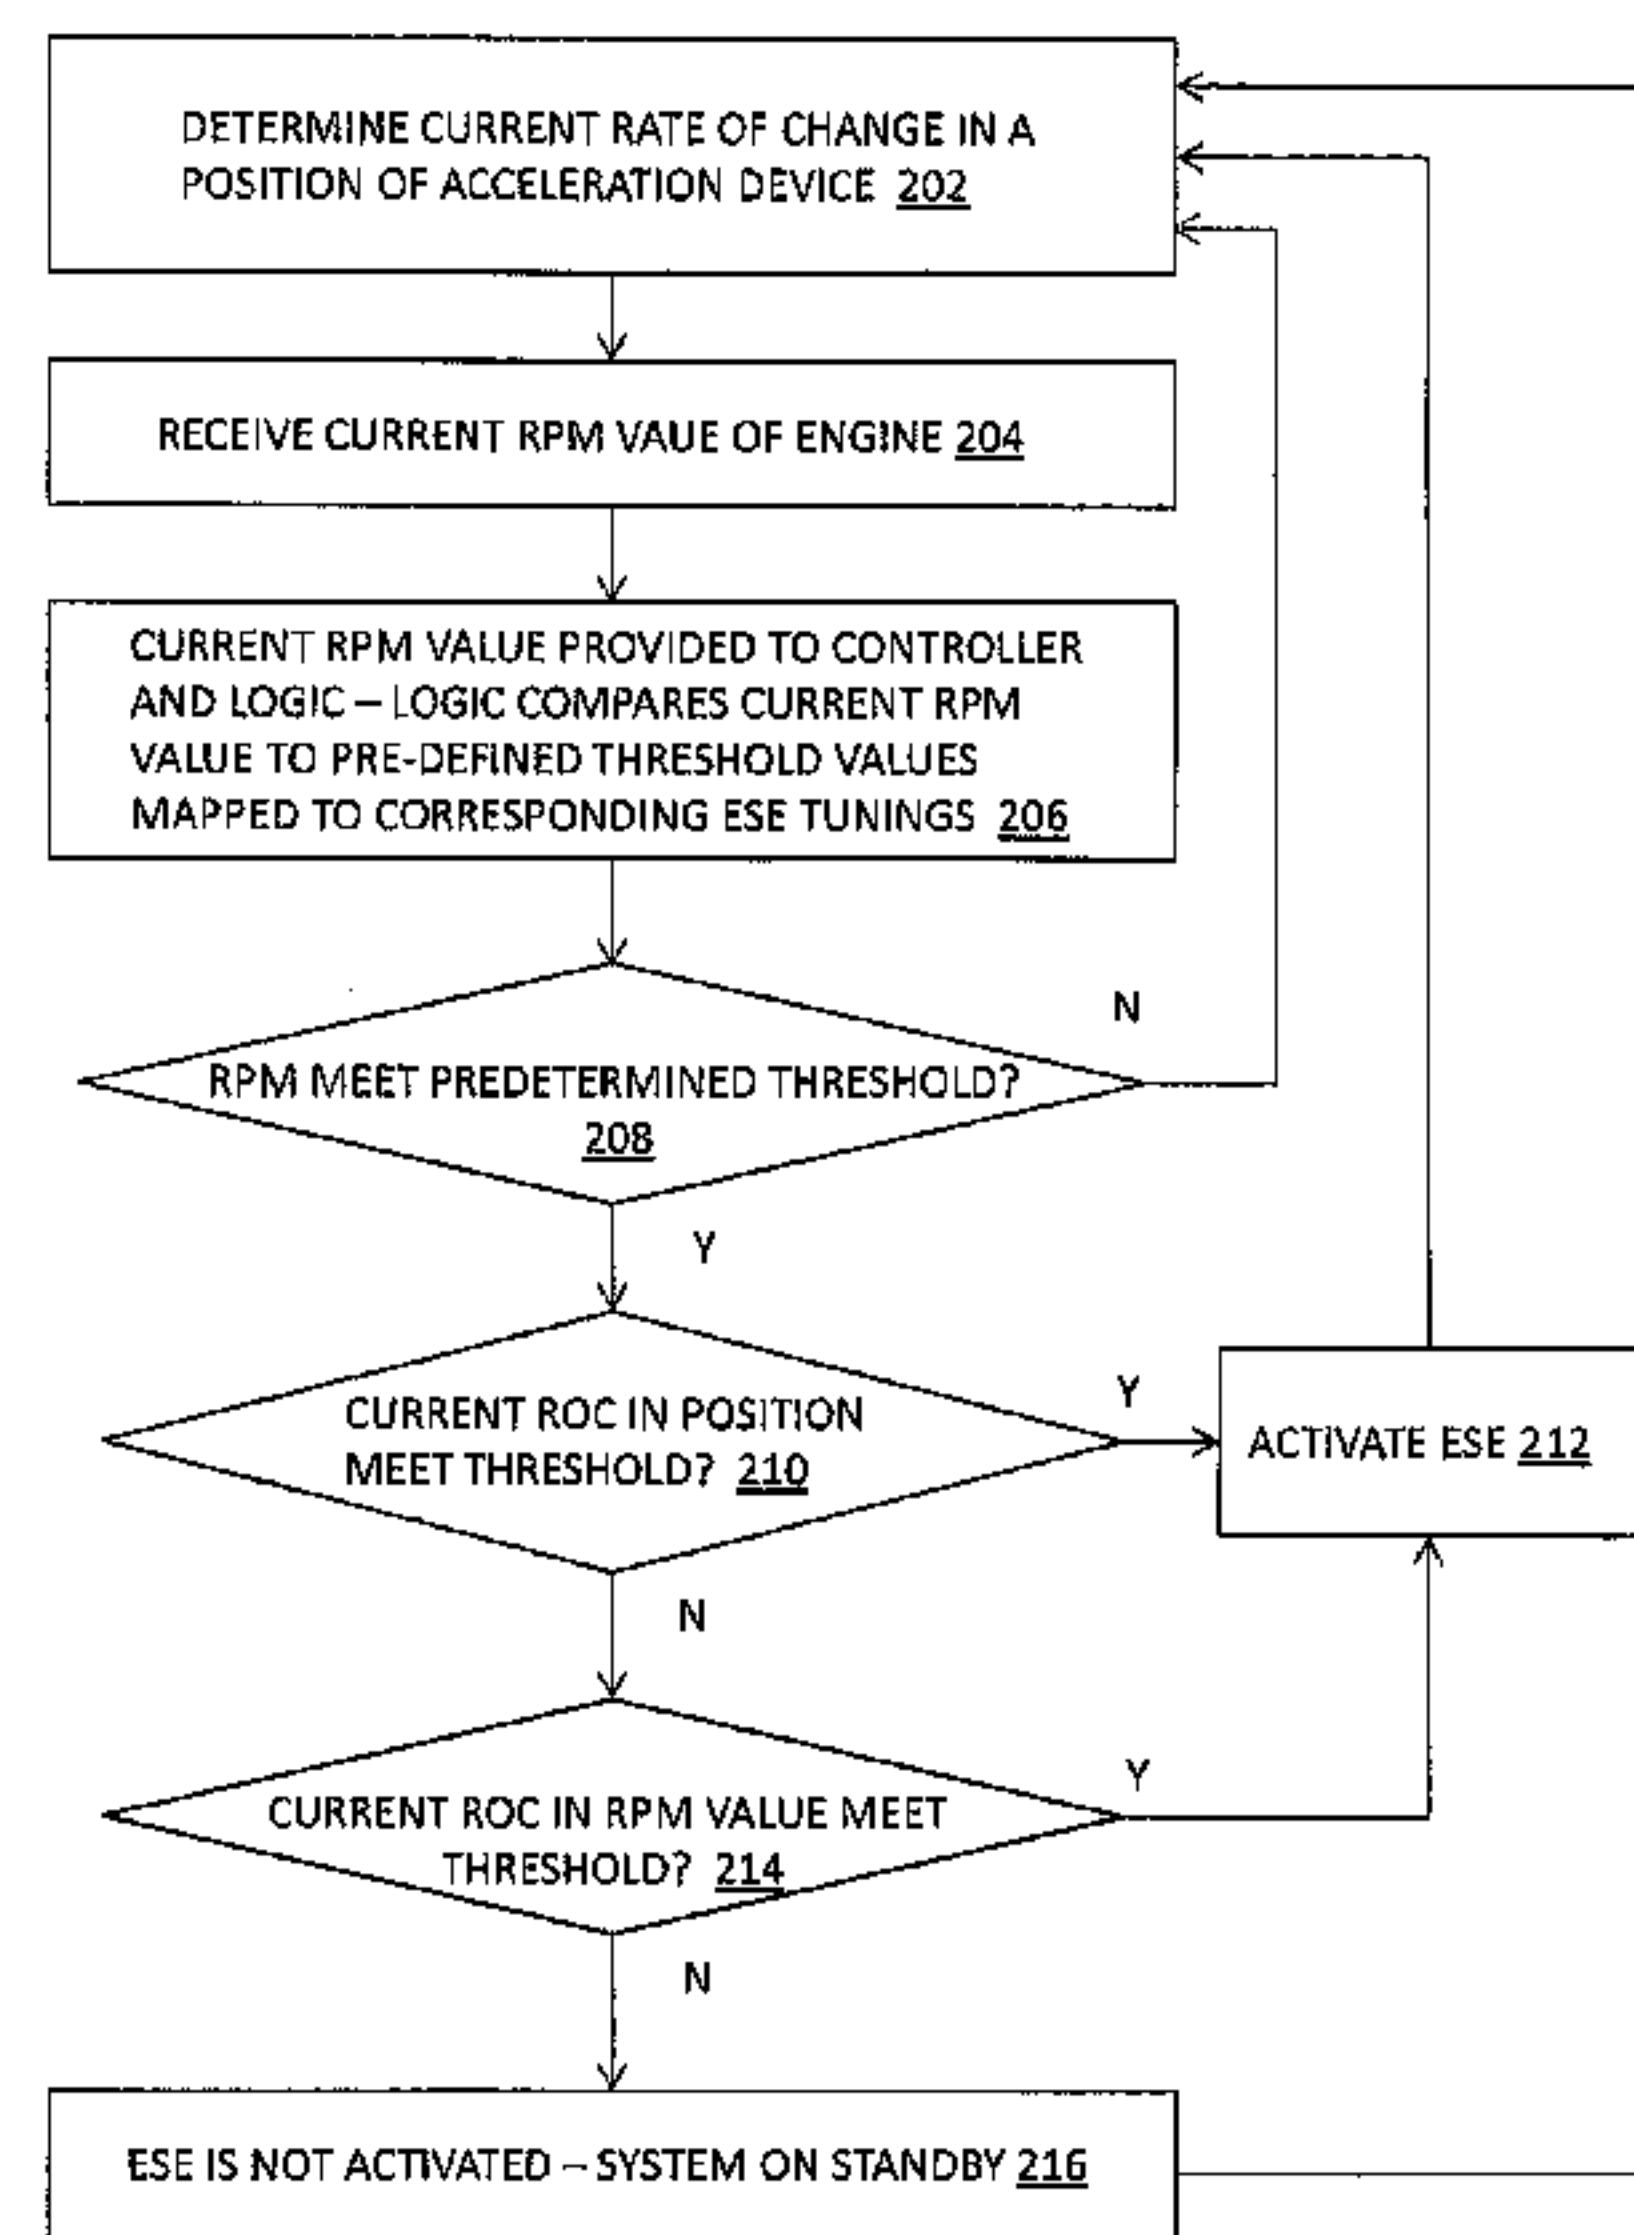 DETERMINE CURRENT RATE OF CHANGE IN A
POSITION OF ACCELERATION DEVICE 202
RECEIVE CURRENT RPM VAUE OF ENGINE 204
CURRENT RPM VALUE PROVIDED TO CONTROLLER
AND LOGIC – LOGIC COMPARES CURRENT RPM
VALUE TO PRE-DEFINED THRESHOLD VALUES
MAPPED TO CORRESPONDING ESE TUNINGS 206
N
RPM MEET PREDETERMINED THRESHOLD?
208
Y
CURRENT ROC IN POSITION
MEET THRESHOLD? 210
Y
ACTIVATE ESE 212
N
CURRENT ROC IN RPM VALUE MEET
THRESHOLD? 214
Y
N
ESE IS NOT ACTIVATED – SYSTEM ON STANDBY 216